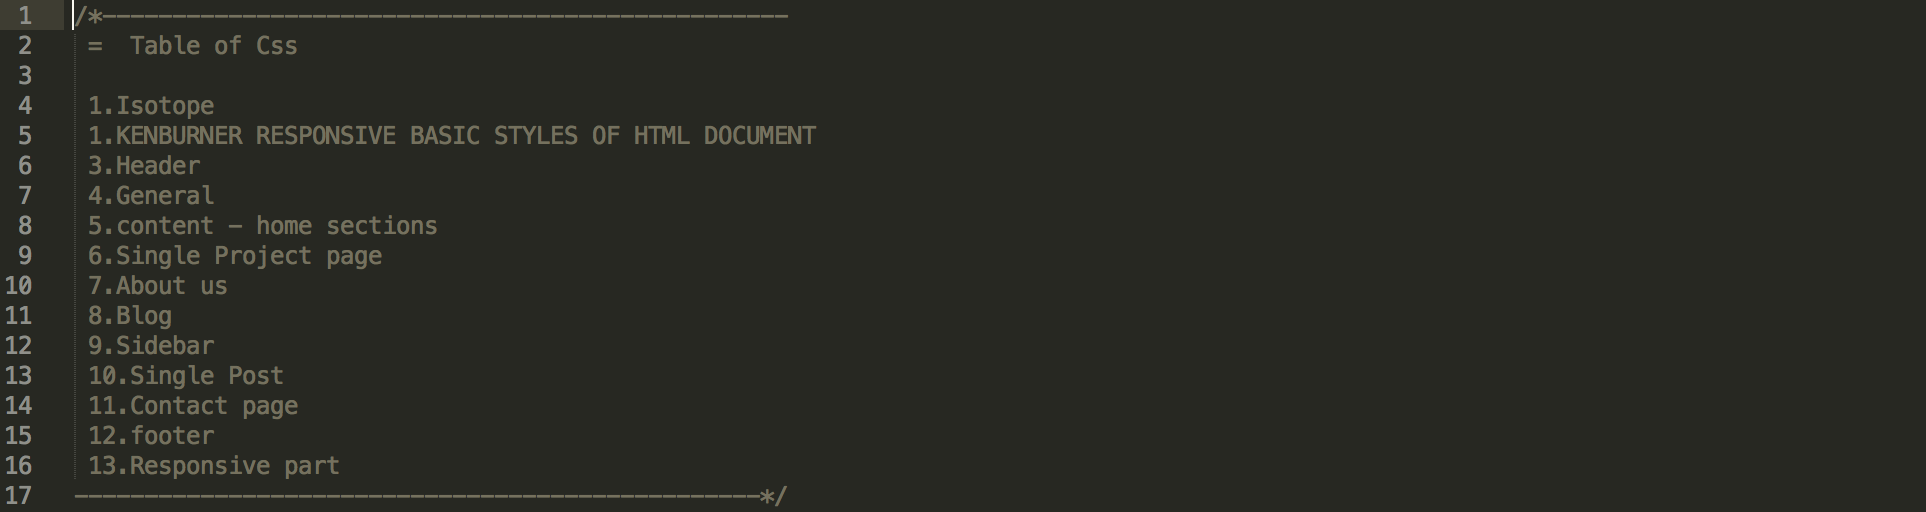 1 /*-------------------------------------------------
2 =  Table of Css
3
4 1.Isotope
5 1.KENBURNER RESPONSIVE BASIC STYLES OF HTML DOCUMENT
6 3.Header
7 4.General
8 5.content - home sections
9 6.Single Project page
10 7.About us
11 8.Blog
12 9.Sidebar
13 10.Single Post
14 11.Contact page
15 12.footer
16 13.Responsive part
17 -------------------------------------------------*/